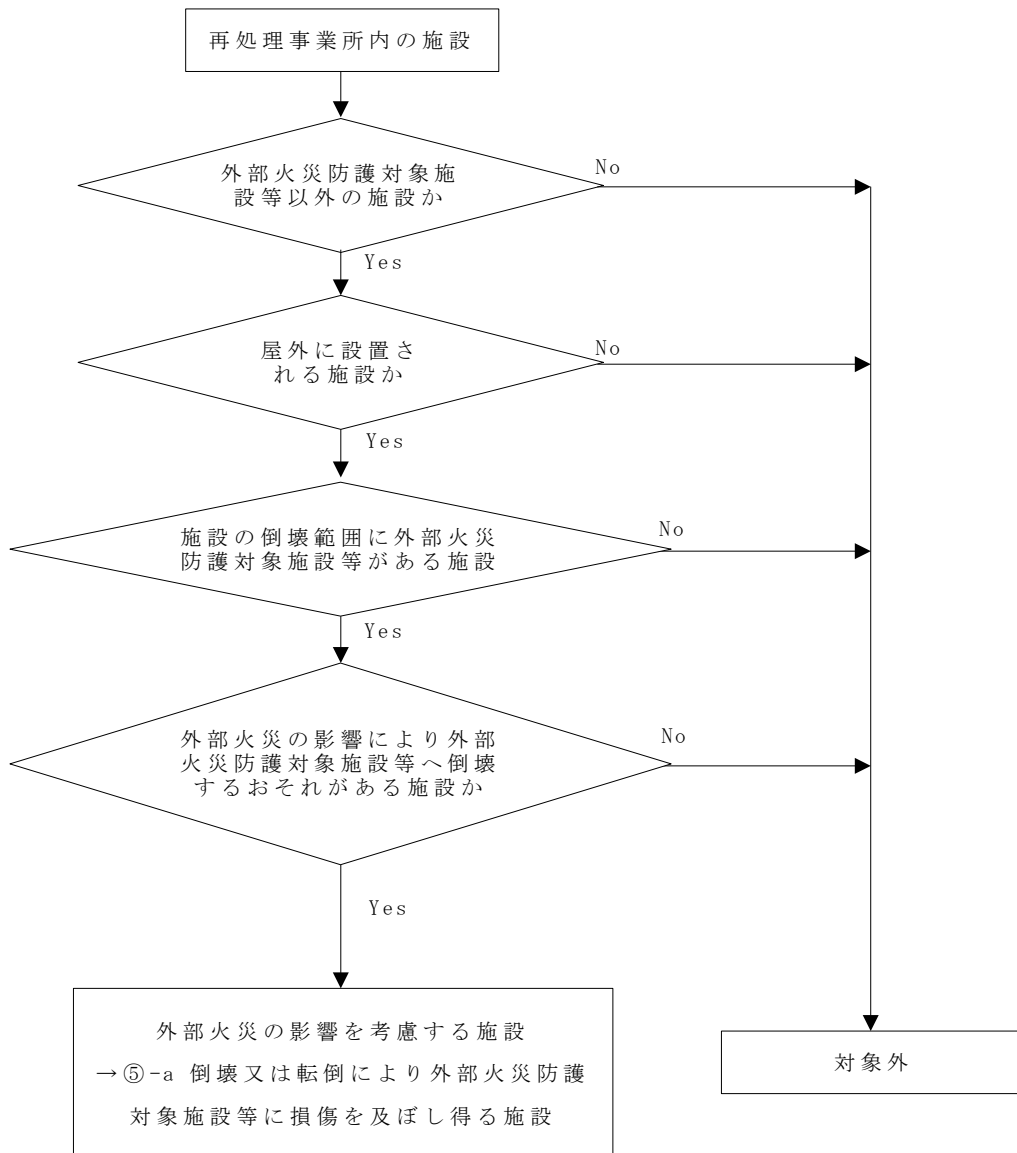 再処理事業所内の施設
外部火災防護対象施
設等以外の施設か
No
Yes
屋外に設置さ
れる施設か
No
Yes
施設の倒壊範囲に外部火災
防護対象施設等がある施設
No
Yes
外部火災の影響により外部
火災防護対象施設等へ倒壊
するおそれがある施設か
No
Yes
外部火災の影響を考慮する施設
→⑤-a 倒壊又は転倒により外部火災防護
対象施設等に損傷を及ぼし得る施設
対象外